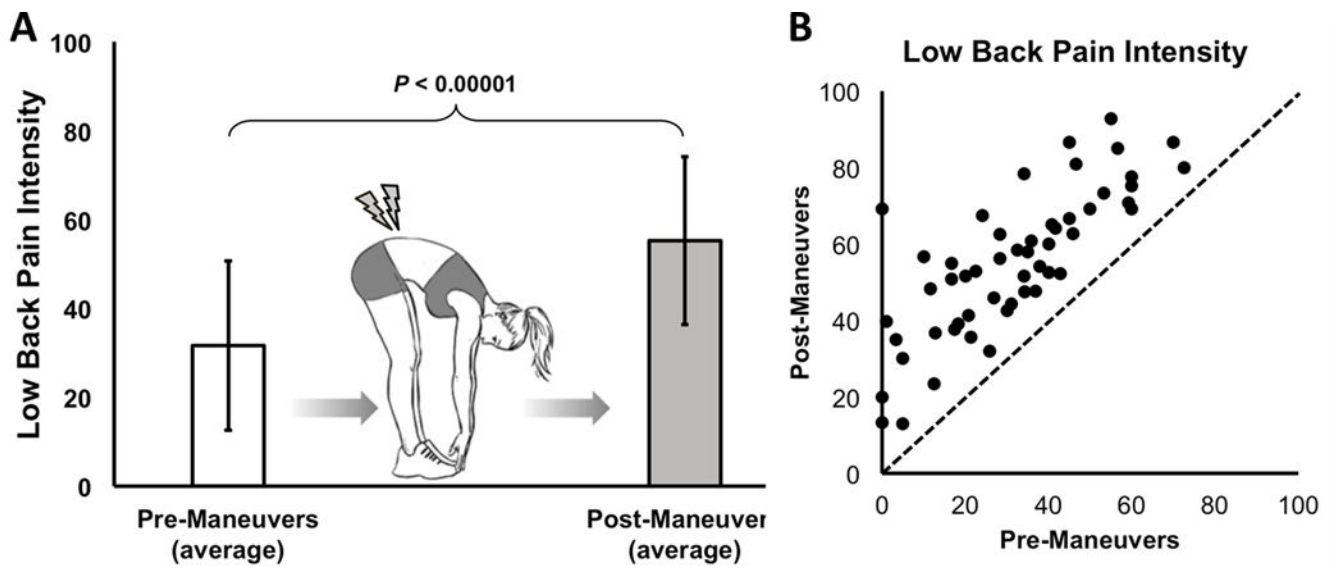 A
Low Back Pain Intensity
100
80
60
40
20
0
P < 0.00001
Pre-Maneuvers
(average)
Post-Maneuver
(average)
B
Low Back Pain Intensity
Post-Maneuvers
100
80
60
40
20
0
0 20 40 60 80 100
Pre-Maneuvers